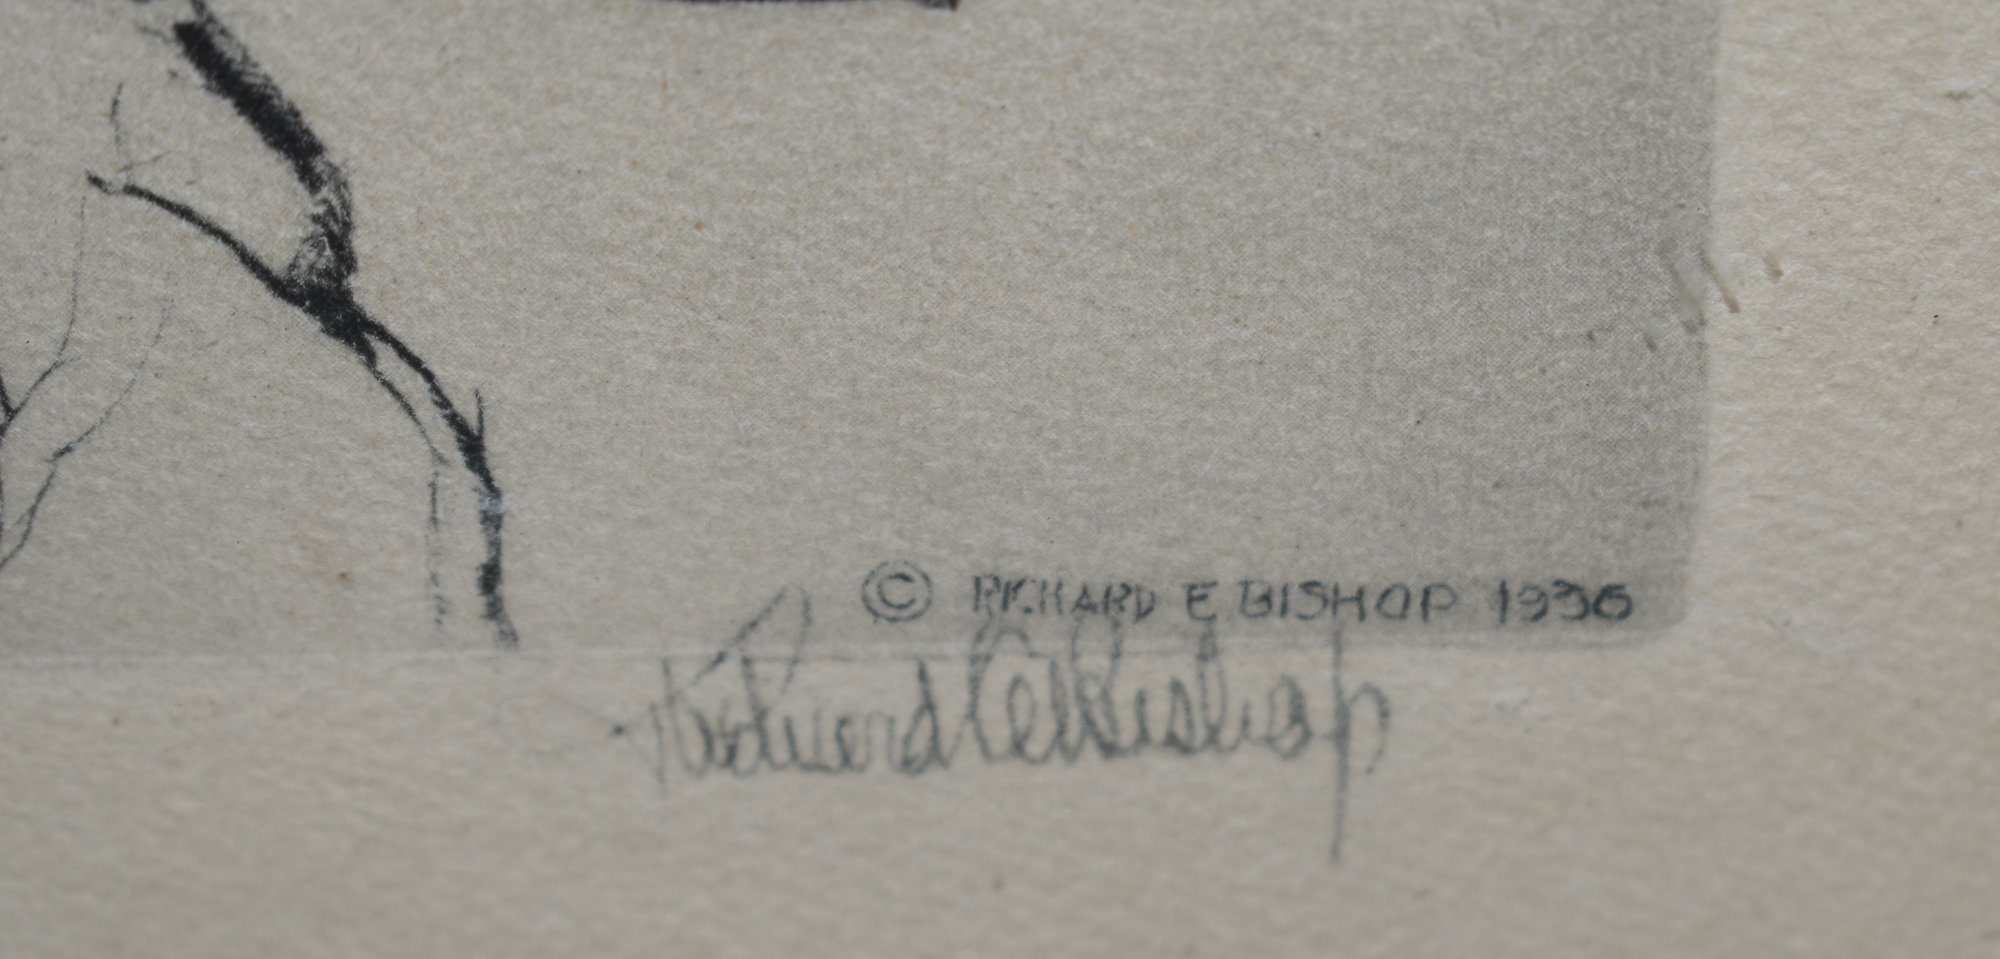 © RICHARD E BISHOP 1936
Richard E Bishop